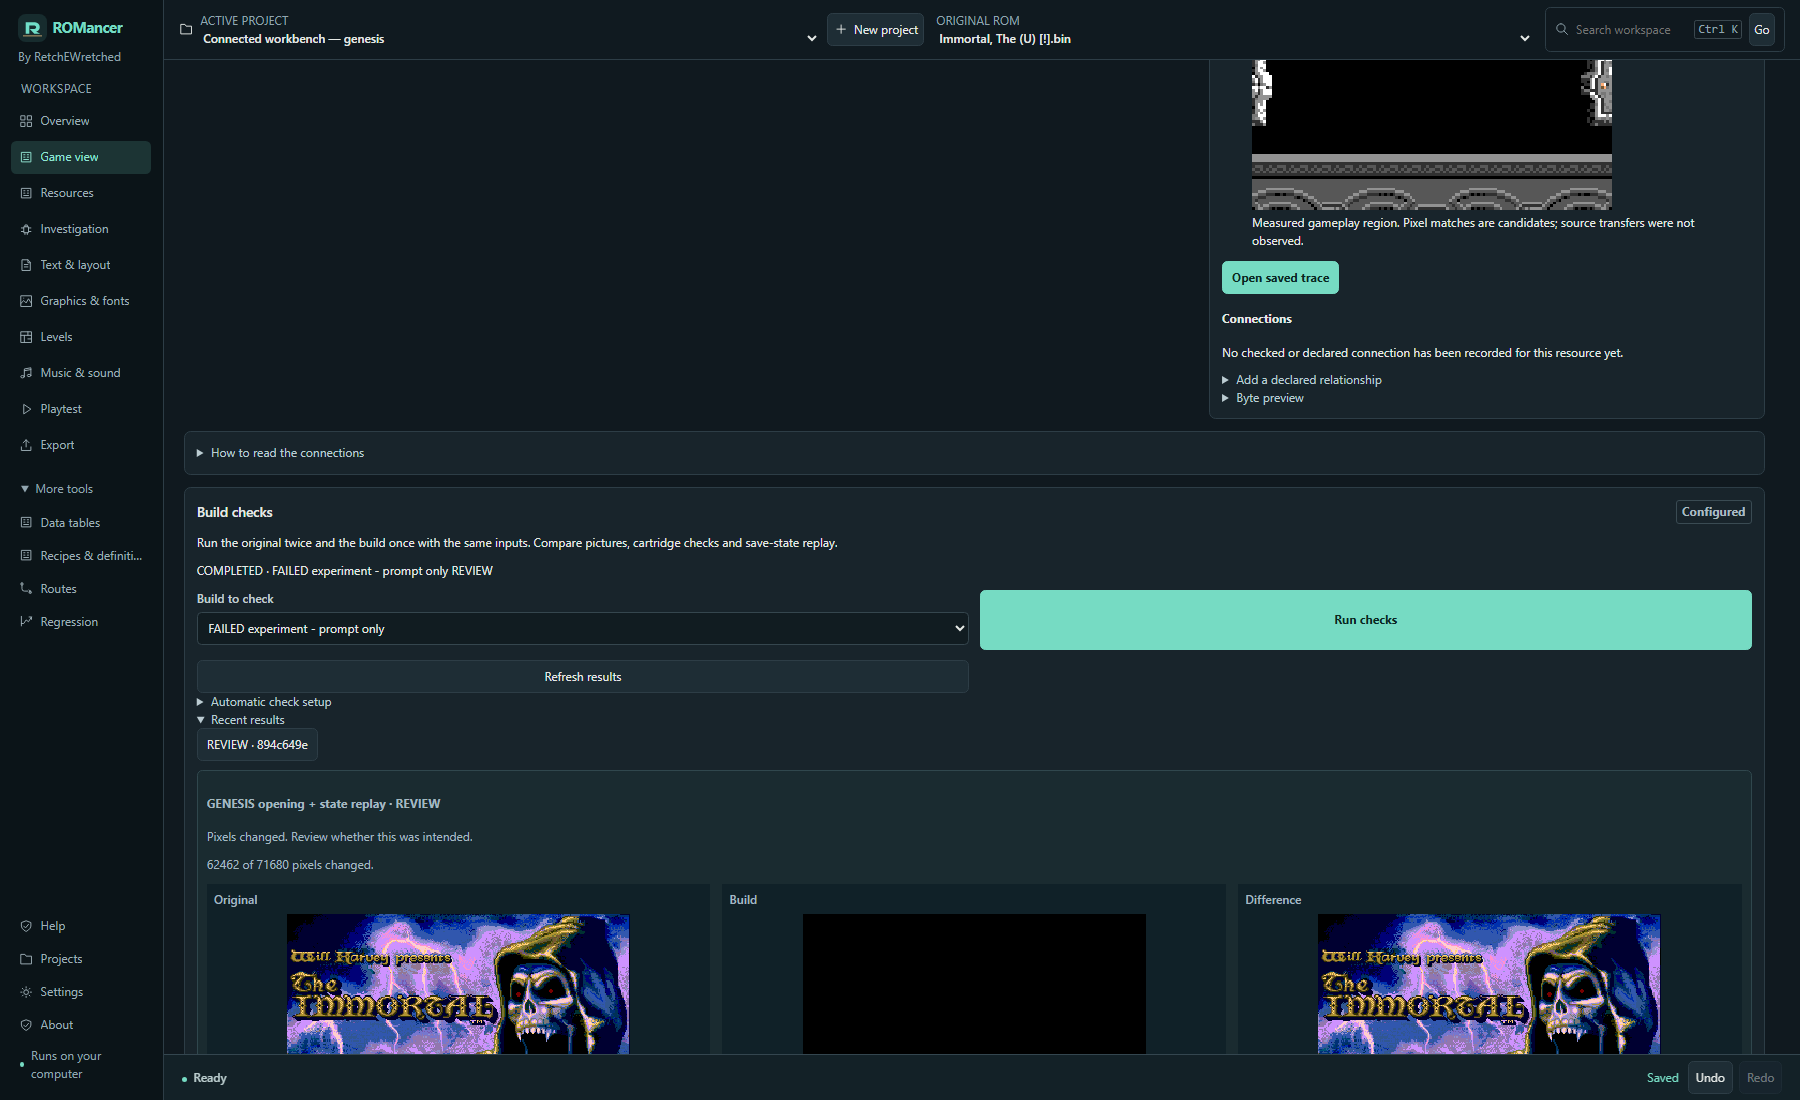 ROMancer
By RetchEWretched
WORKSPACE
Overview
Game view
Resources
Investigation
Text & layout
Graphics & fonts
Levels
Music & sound
Playtest
Export
More tools
Data tables
Recipes & definiti...
Routes
Regression
Help
Projects
Settings
About
Runs on your
computer
ACTIVE PROJECT
Connected workbench — genesis
New project
ORIGINAL ROM
Immortal, The (U) [!].bin
Search workspace
Ctrl K
Go
Measured gameplay region. Pixel matches are candidates; source transfers were not
observed.
Open saved trace
Connections
No checked or declared connection has been recorded for this resource yet.
Add a declared relationship
Byte preview
How to read the connections
Build checks
Configured
Run the original twice and the build once with the same inputs. Compare pictures, cartridge checks and save-state replay.
COMPLETED · FAILED experiment - prompt only REVIEW
Build to check
FAILED experiment - prompt only
Run checks
Refresh results
Automatic check setup
Recent results
REVIEW · 894c649e
GENESIS opening + state replay · REVIEW
Pixels changed. Review whether this was intended.
62462 of 71680 pixels changed.
Original
Will Harvey presents
The
IMMORTAL
TM
Build
Difference
Will Harvey presents
The
IMMORTAL
TM
Ready
Saved
Undo
Redo